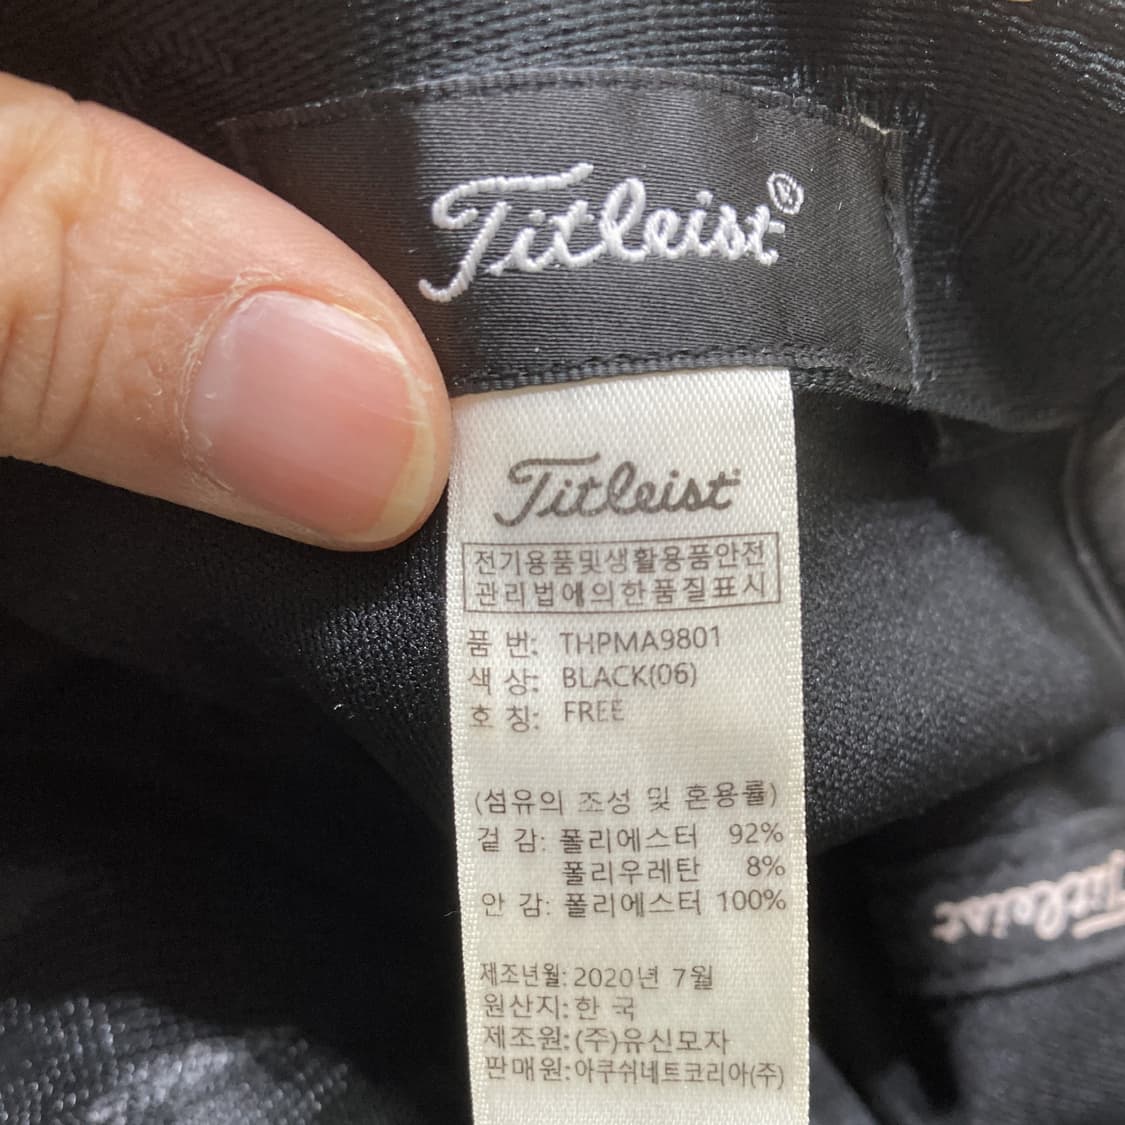 Titleist®
Titleist
전기용품및생활용품안전
관리법에의한품질표시
품 번: THPMA9801
색 상: BLACK(06)
호 칭: FREE
(섬유의 조성 및 혼용률)
겉 감: 폴리에스터 92%
폴리우레탄 8%
안 감: 폴리에스터 100%
제조년월: 2020년 7월
원산지: 한 국
제조원: (주)유신모자
판매원: 아쿠쉬네트코리아(주)
Titleist